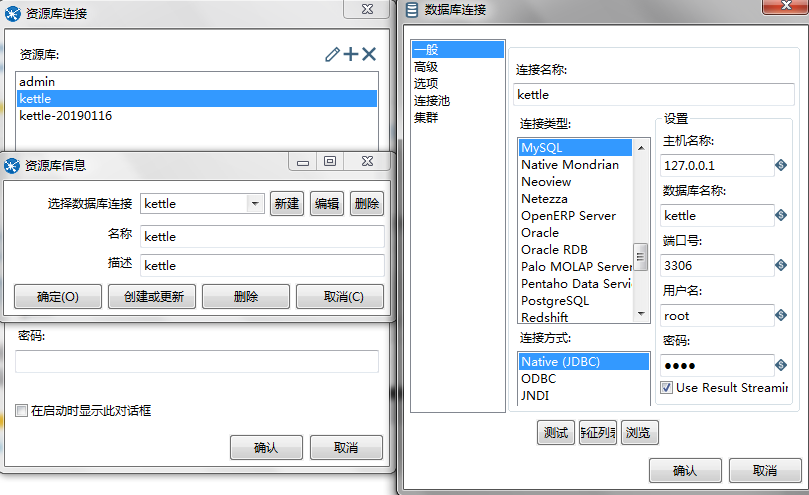 资源库连接
资源库:
admin
kettle
kettle-20190116
资源库信息
选择数据库连接 kettle 新建 编辑 删除
名称 kettle
描述 kettle
确定(O) 创建或更新 删除 取消(C)
密码:
在启动时显示此对话框
确认 取消
数据库连接
一般
高级
选项
连接池
集群
连接名称:
kettle
连接类型:
MySQL
Native Mondrian
Neoview
Netezza
OpenERP Server
Oracle
Oracle RDB
Palo MOLAP Server
Pentaho Data Servi
PostgreSQL
Redshift
连接方式:
Native (JDBC)
ODBC
JNDI
设置
主机名称:
127.0.0.1
数据库名称:
kettle
端口号:
3306
用户名:
root
密码:
●●●●
Use Result Streamin
测试 特征列表 浏览
确认 取消